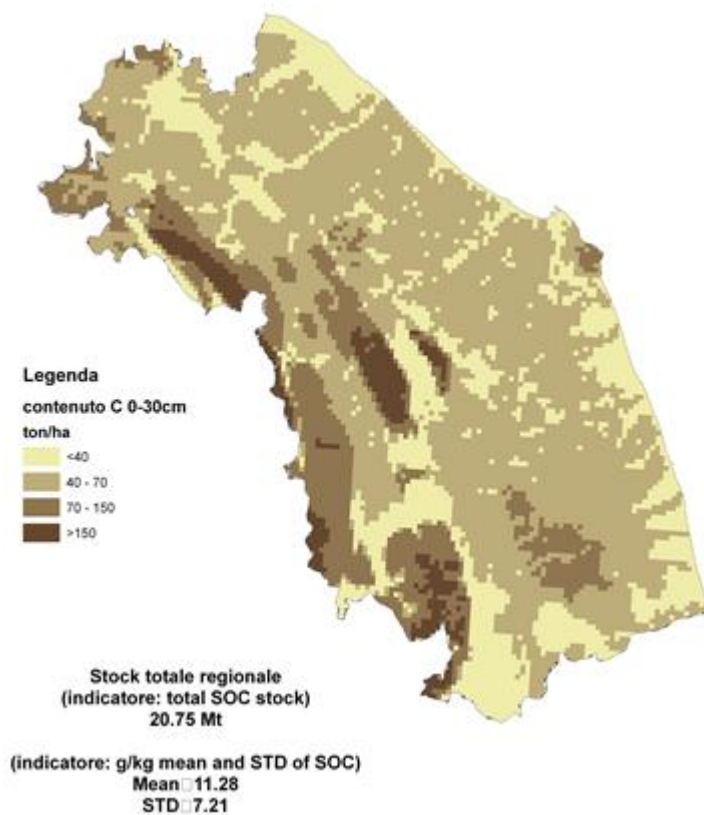 Legenda
contenuto C 0-30cm
ton/ha
<40
40 - 70
70 - 150
>150
Stock totale regionale
(indicatore: total SOC stock)
20.75 Mt
(indicatore: g/kg mean and STD of SOC)
Mean□11.28
STD□7.21